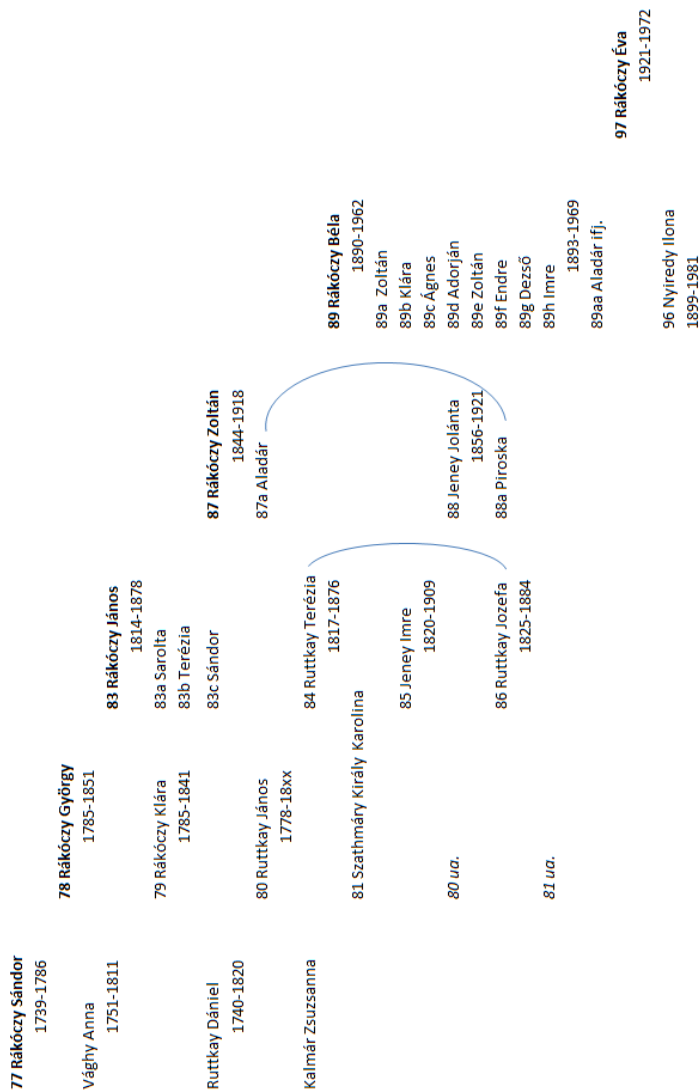 77 Rákóczy Sándor
1739-1786
Vághy Anna
1751-1811
Ruttkay Dániel
1740-1820
Kalmár Zsuzsanna
78 Rákóczy György
1785-1851
79 Rákóczy Klára
1785-1841
80 Ruttkay János
1778-18xx
81 Szathmáry Király Karolina
80 ua.
81 ua.
83 Rákóczy János
1814-1878
83a Sarolta
83b Terézia
83c Sándor
84 Ruttkay Terézia
1817-1876
85 Jeney Imre
1820-1909
86 Ruttkay Jozefa
1825-1884
87 Rákóczy Zoltán
1844-1918
87a Aladár
88 Jeney Jolánta
1856-1921
88a Piroska
89 Rákóczy Béla
1890-1962
89a Zoltán
89b Klára
89c Ágnes
89d Adorján
89e Zoltán
89f Endre
89g Dezső
89h Imre
1893-1969
89aa Aladár ifj.
96 Nyiredy Ilona
1899-1981
97 Rákóczy Éva
1921-1972